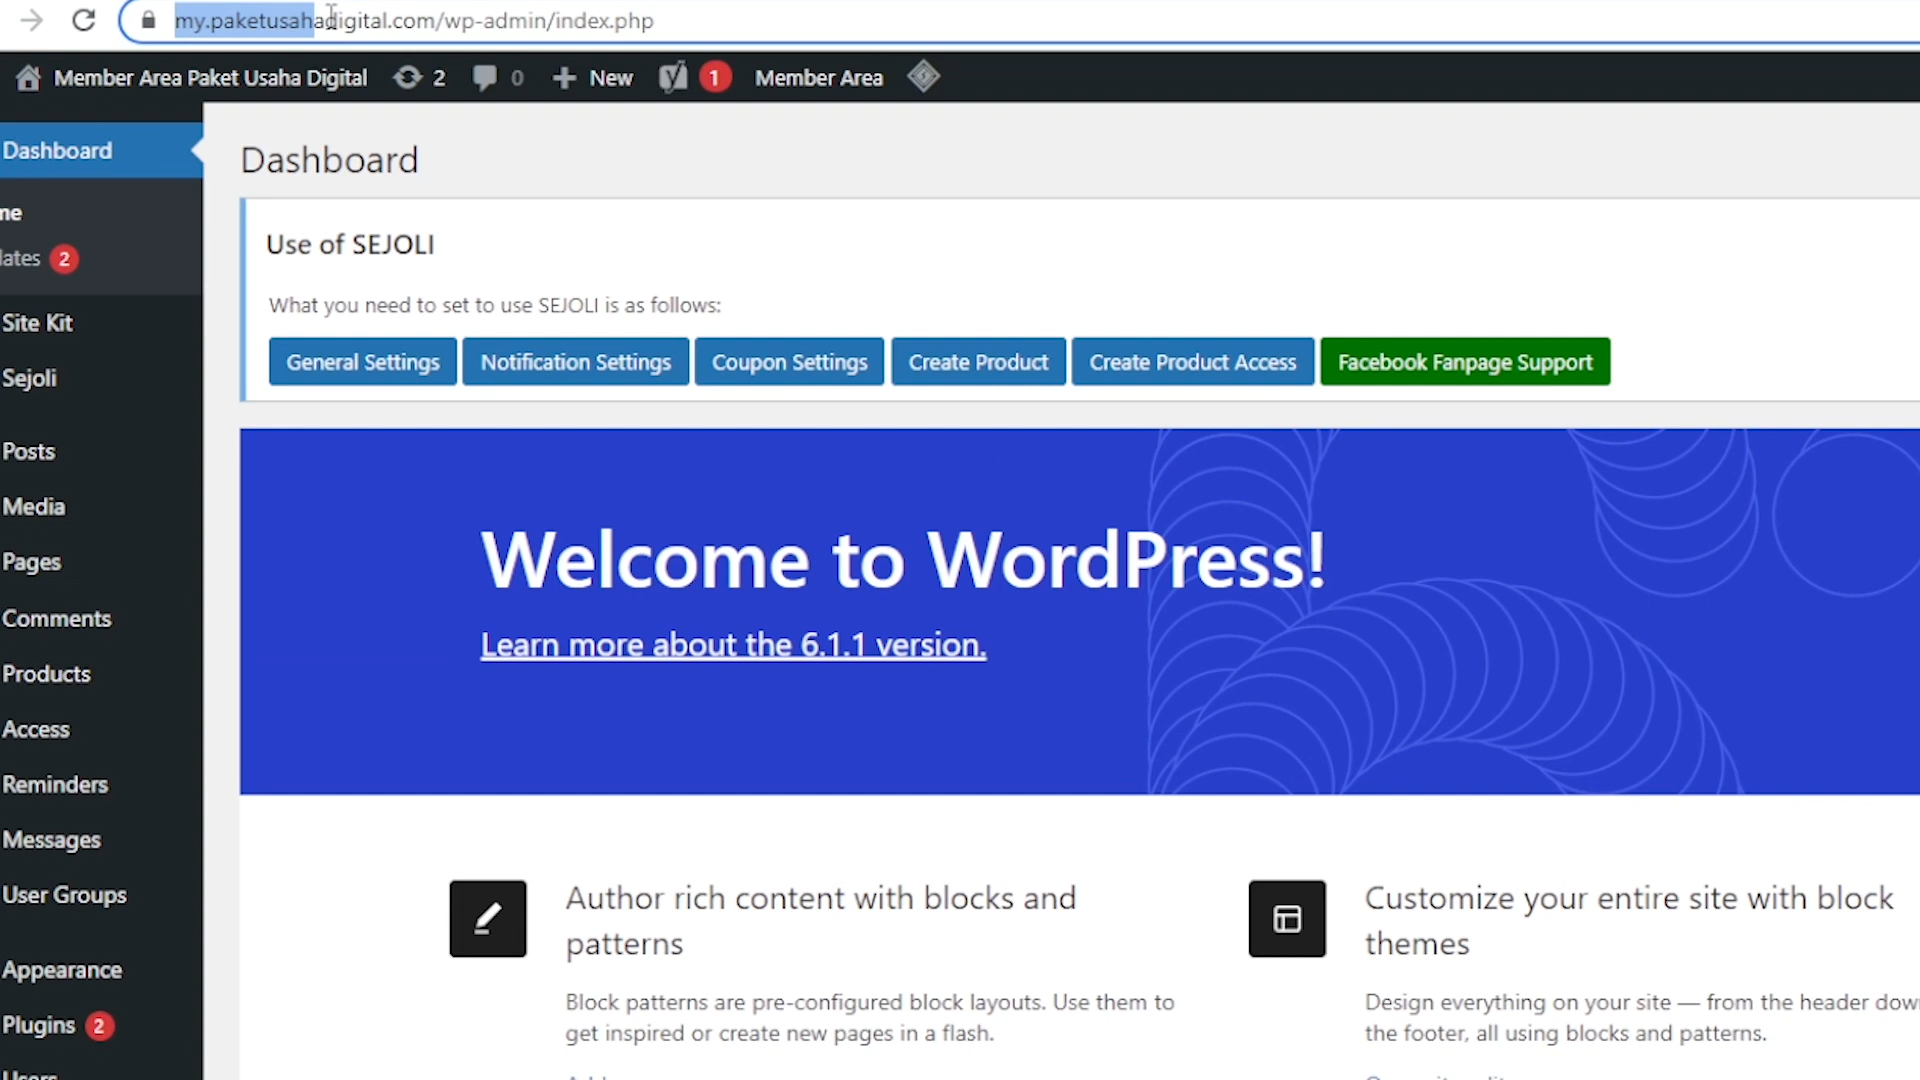 my.paketusahadigital.com/wp-admin/index.php
Member Area Paket Usaha Digital 2 0 New 1 Member Area
Dashboard
me
lates 2
Site Kit
Sejoli
Posts
Media
Pages
Comments
Products
Access
Reminders
Messages
User Groups
Appearance
Plugins 2
Users
Dashboard
Use of SEJOLI
What you need to set to use SEJOLI is as follows:
General Settings Notification Settings Coupon Settings Create Product Create Product Access Facebook Fanpage Support
Welcome to WordPress!
Learn more about the 6.1.1 version.
Author rich content with blocks and
patterns
Block patterns are pre-configured block layouts. Use them to
get inspired or create new pages in a flash.
Customize your entire site with block
themes
Design everything on your site — from the header down
the footer, all using blocks and patterns.